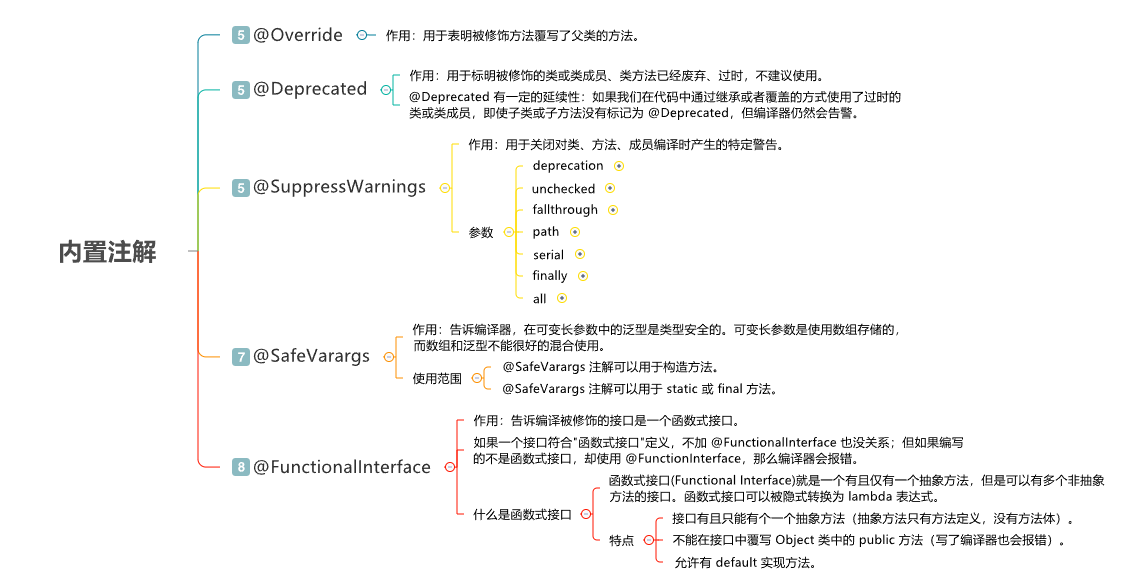 内置注解
5 @Override
作用：用于表明被修饰方法覆写了父类的方法。
5 @Deprecated
作用：用于标明被修饰的类或类成员、类方法已经废弃、过时，不建议使用。
@Deprecated 有一定的延续性：如果我们在代码中通过继承或者覆盖的方式使用了过时的
类或类成员，即使子类或子方法没有标记为 @Deprecated，但编译器仍然会告警。
5 @SuppressWarnings
作用：用于关闭对类、方法、成员编译时产生的特定警告。
参数
deprecation
unchecked
fallthrough
path
serial
finally
all
7 @SafeVarargs
作用：告诉编译器，在可变长参数中的泛型是类型安全的。可变长参数是使用数组存储的，
而数组和泛型不能很好的混合使用。
使用范围
@SafeVarargs 注解可以用于构造方法。
@SafeVarargs 注解可以用于 static 或 final 方法。
8 @FunctionalInterface
作用：告诉编译被修饰的接口是一个函数式接口。
如果一个接口符合"函数式接口"定义，不加 @FunctionalInterface 也没关系；但如果编写
的不是函数式接口，却使用 @FunctionInterface，那么编译器会报错。
什么是函数式接口
函数式接口(Functional Interface)就是一个有且仅有一个抽象方法，但是可以有多个非抽象
方法的接口。函数式接口可以被隐式转换为 lambda 表达式。
特点
接口有且只能有个一个抽象方法（抽象方法只有方法定义，没有方法体）。
不能在接口中覆写 Object 类中的 public 方法（写了编译器也会报错）。
允许有 default 实现方法。